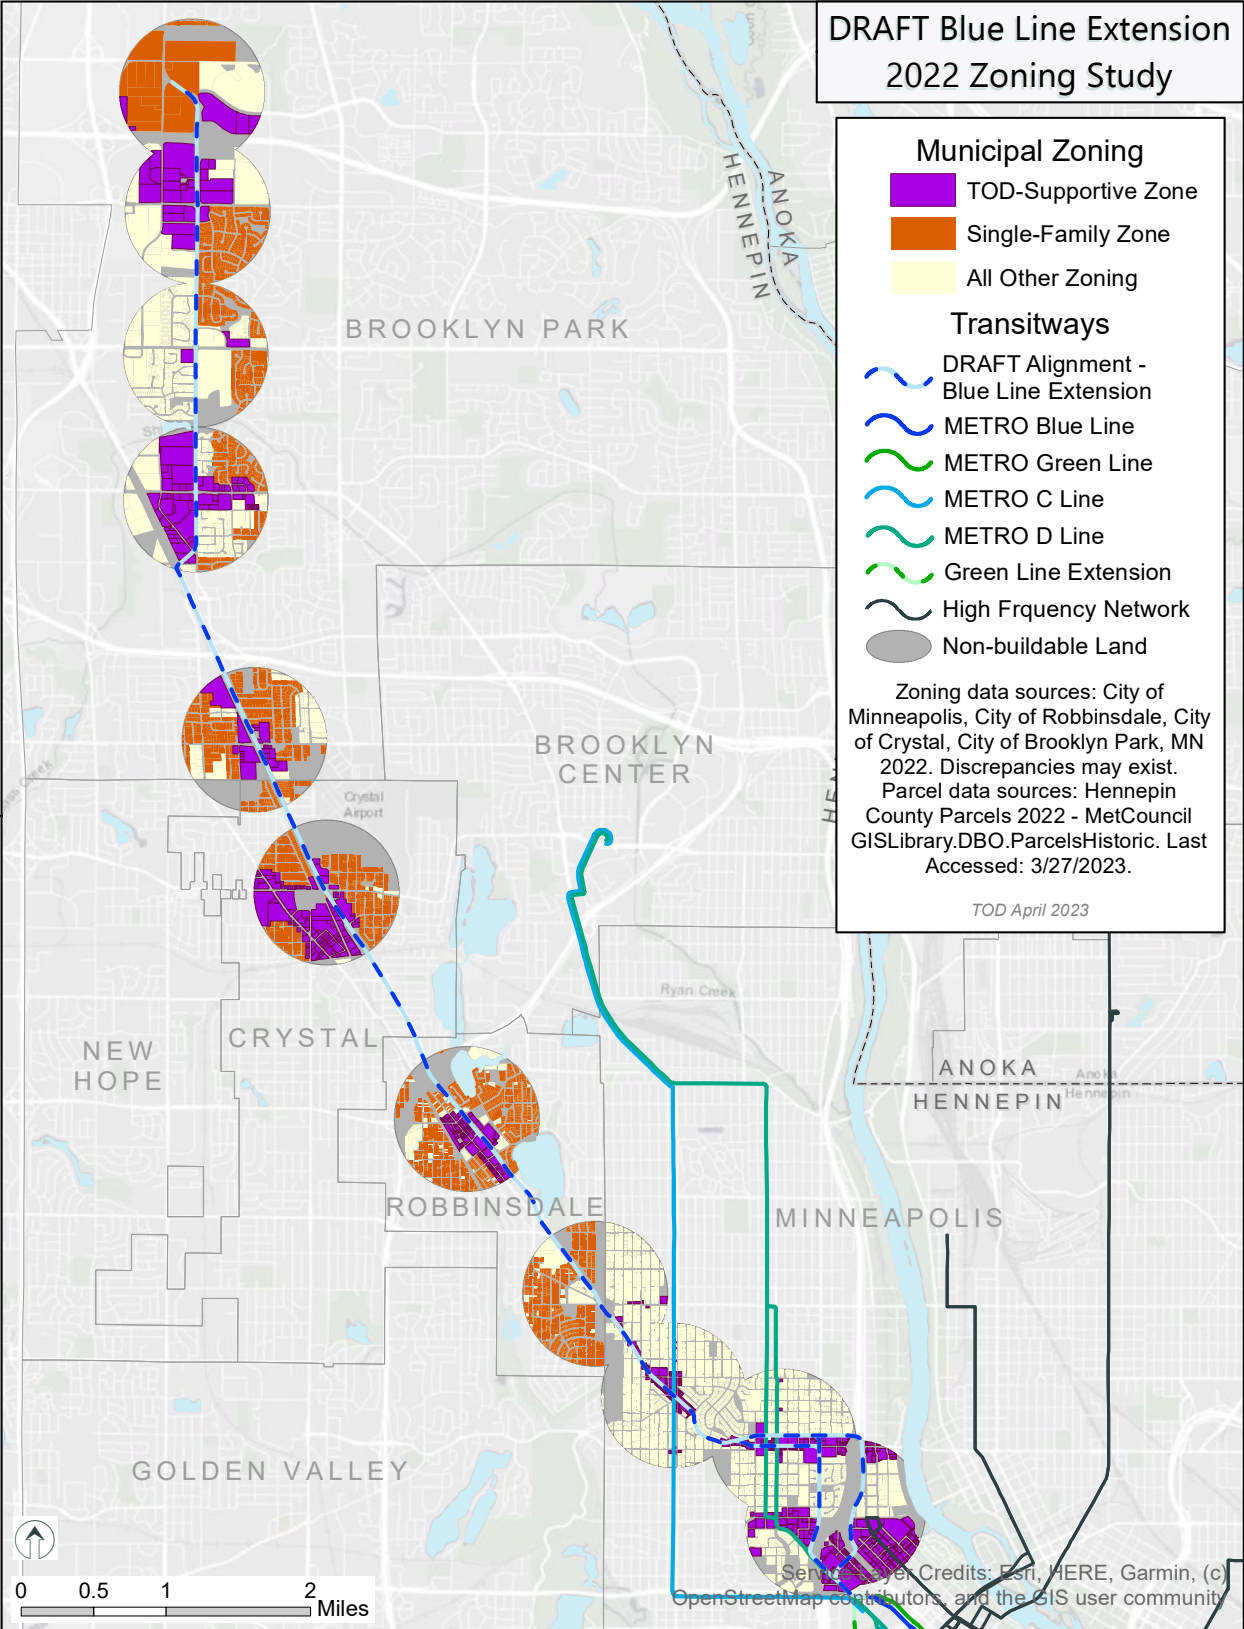 DRAFT Blue Line Extension
2022 Zoning Study
Municipal Zoning
TOD-Supportive Zone
Single-Family Zone
All Other Zoning
Transitways
DRAFT Alignment -
Blue Line Extension
METRO Blue Line
METRO Green Line
METRO C Line
METRO D Line
Green Line Extension
High Frquency Network
Non-buildable Land
Zoning data sources: City of
Minneapolis, City of Robbinsdale, City
of Crystal, City of Brooklyn Park, MN
2022. Discrepancies may exist.
Parcel data sources: Hennepin
County Parcels 2022 - MetCouncil
GISLibrary.DBO.ParcelsHistoric. Last
Accessed: 3/27/2023.
TOD April 2023
HENNEPIN
ANOKA
BROOKLYN PARK
BROOKLYN
CENTER
Crystal
Airport
Ryan Creek
CRYSTAL
NEW
HOPE
ANOKA
HENNEPIN
Anoka
Hennepin
ROBBINSDALE
MINNEAPOLIS
GOLDEN VALLEY
0 0.5 1 2
Miles
Service Layer Credits: Esri, HERE, Garmin, (c)
OpenStreetMap contributors, and the GIS user community